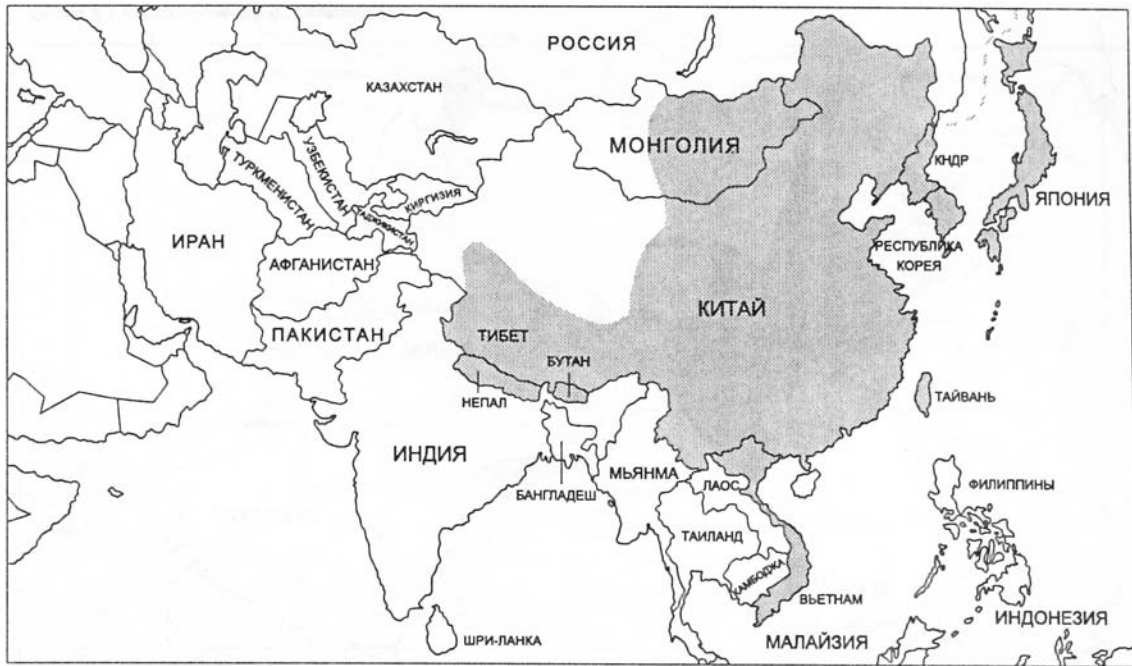 РОССИЯ
КАЗАХСТАН
МОНГОЛИЯ
УЗБЕКИСТАН
ТУРКМЕНИСТАН
КИРГИЗИЯ
ТАДЖИКИСТАН
КНДР
ЯПОНИЯ
ИРАН
АФГАНИСТАН
РЕСПУБЛИКА
КОРЕЯ
ПАКИСТАН
КИТАЙ
ТИБЕТ
БУТАН
НЕПАЛ
ТАЙВАНЬ
ИНДИЯ
МЬЯНМА
ЛАОС
БАНГЛАДЕШ
ФИЛИППИНЫ
ТАИЛАНД
КАМБОДЖА
ВЬЕТНАМ
ИНДОНЕЗИЯ
ШРИ-ЛАНКА
МАЛАЙЗИЯ